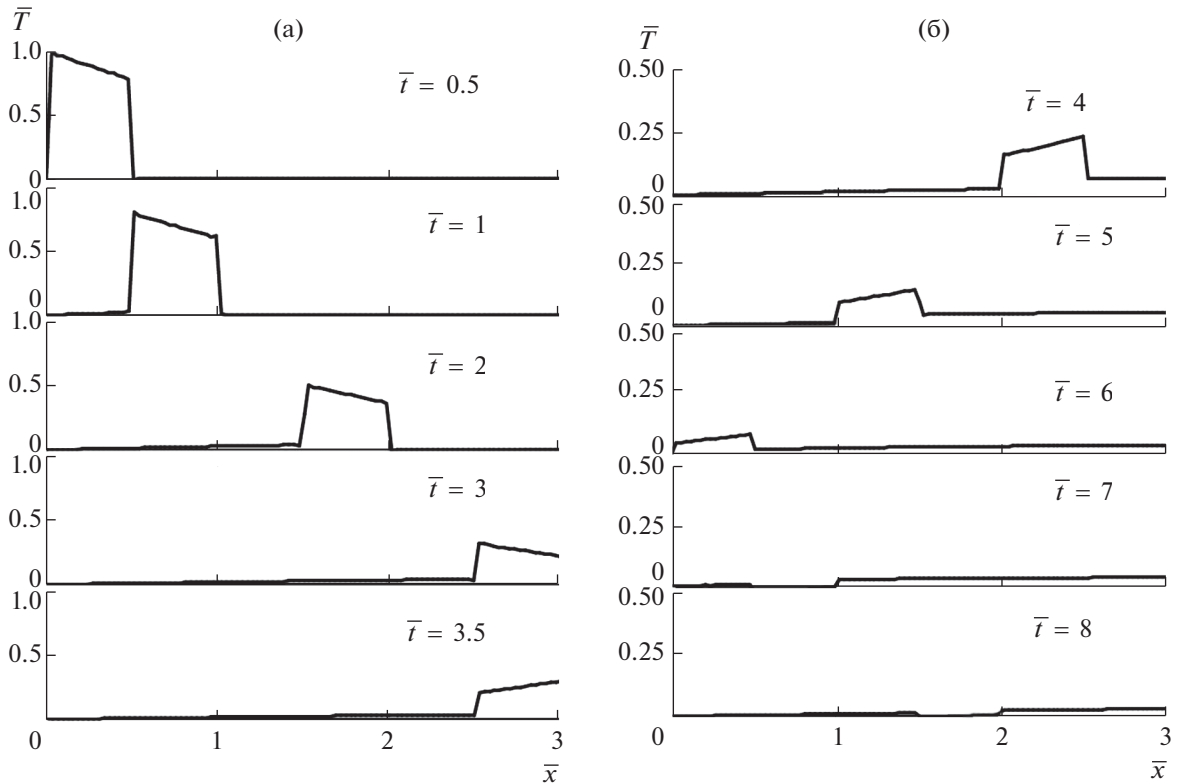 (а)
T̅
1.0
0.5
0
t̅ = 0.5
1.0
0.5
0
t̅ = 1
1.0
0.5
0
t̅ = 2
1.0
0.5
0
t̅ = 3
1.0
0.5
t̅ = 3.5
0 1 2 3
x̅
(б)
T̅
0.50
0.25
0
t̅ = 4
0.50
0.25
0
t̅ = 5
0.50
0.25
0
t̅ = 6
0.50
0.25
0
t̅ = 7
0.50
0.25
t̅ = 8
0 1 2 3
x̅